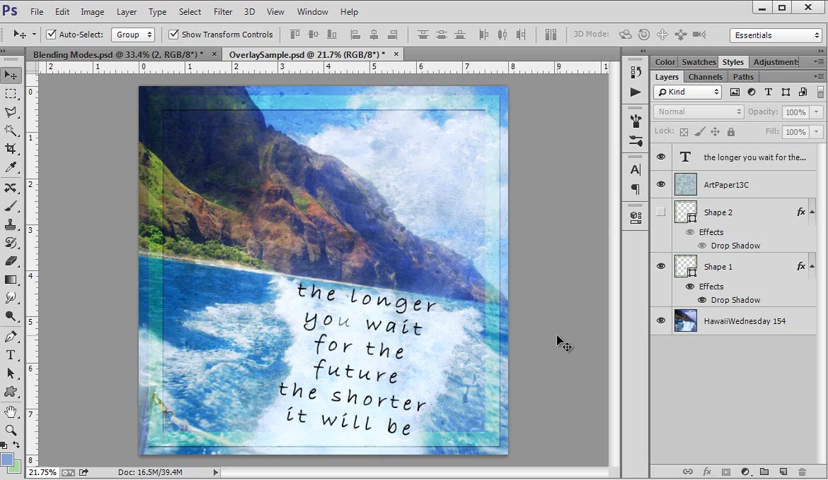 Ps File Edit Image Layer Type Select Filter 3D View Window Help
Auto-Select: Group Show Transform Controls 3D Mode: Essentials
Blending Modes.psd @ 33.4% (2, RGB/8*) * × OverlaySample.psd @ 21.7% (RGB/8*) * ×
Color Swatches Styles Adjustments
Layers Channels Paths
Kind
Normal Opacity: 100%
Lock: Fill: 100%
T the longer you wait for the...
ArtPaper13C
Shape 2 fx
Effects
Drop Shadow
Shape 1 fx
Effects
Drop Shadow
HawaiiWednesday 154
the longer
you wait
for the
future
the shorter
it will be
21.75% Doc: 16.5M/39.4M